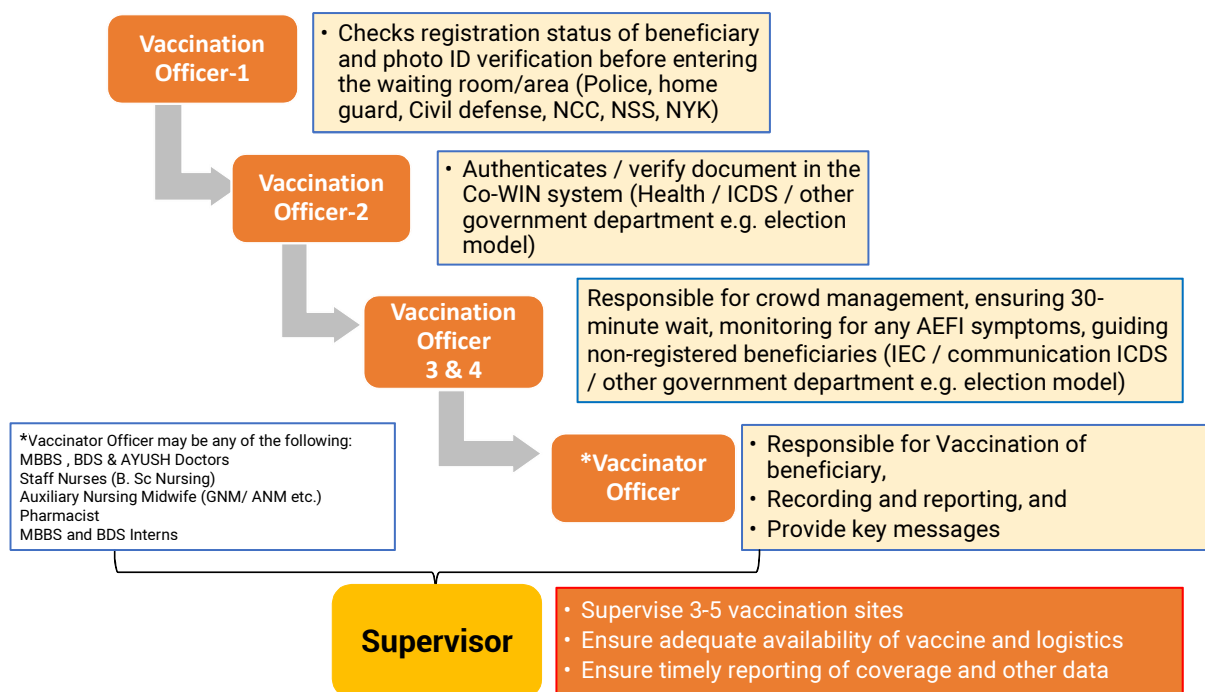 Vaccination
Officer-1
• Checks registration status of beneficiary
and photo ID verification before entering
the waiting room/area (Police, home
guard, Civil defense, NCC, NSS, NYK)
Vaccination
Officer-2
• Authenticates / verify document in the
Co-WIN system (Health / ICDS / other
government department e.g. election
model)
Vaccination
Officer
3 & 4
Responsible for crowd management, ensuring 30-
minute wait, monitoring for any AEFI symptoms, guiding
non-registered beneficiaries (IEC / communication ICDS
/ other government department e.g. election model)
*Vaccinator
Officer
• Responsible for Vaccination of
beneficiary,
• Recording and reporting, and
• Provide key messages
*Vaccinator Officer may be any of the following:
MBBS , BDS & AYUSH Doctors
Staff Nurses (B. Sc Nursing)
Auxiliary Nursing Midwife (GNM/ ANM etc.)
Pharmacist
MBBS and BDS Interns
Supervisor
• Supervise 3-5 vaccination sites
• Ensure adequate availability of vaccine and logistics
• Ensure timely reporting of coverage and other data